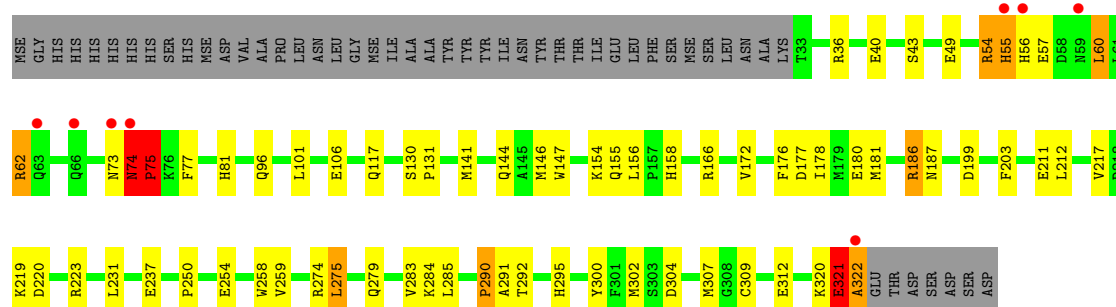 MSE GLY HIS HIS HIS HIS HIS HIS SER HIS MSE ASP VAL ALA PRO LEU ASN LEU GLY MSE ILE ALA ALA TYR TYR TYR ILE ASN TYR THR THR ILE GLU LEU PHE SER MSE SER LEU ASN ALA LYS T33 R36 E40 S43 E49 R54 H55 H56 E57 D58 N59 L60
R62 Q63 Q66 N73 N74 P75 K76 F77 H81 Q96 L101 E106 Q117 S130 P131 M141 Q144 A145 M146 W147 K154 Q155 L156 P157 H158 R166 V172 F176 D177 I178 M179 E180 M181 R186 N187 D199 F203 E211 L212 V217
K219 D220 R223 L231 E237 P250 E254 W258 V259 R274 L275 Q279 V283 K284 L285 P290 A291 T292 H295 Y300 F301 M302 S303 D304 M307 G308 C309 E312 K320 E321 A322 GLU THR ASP SER ASP SER ASP